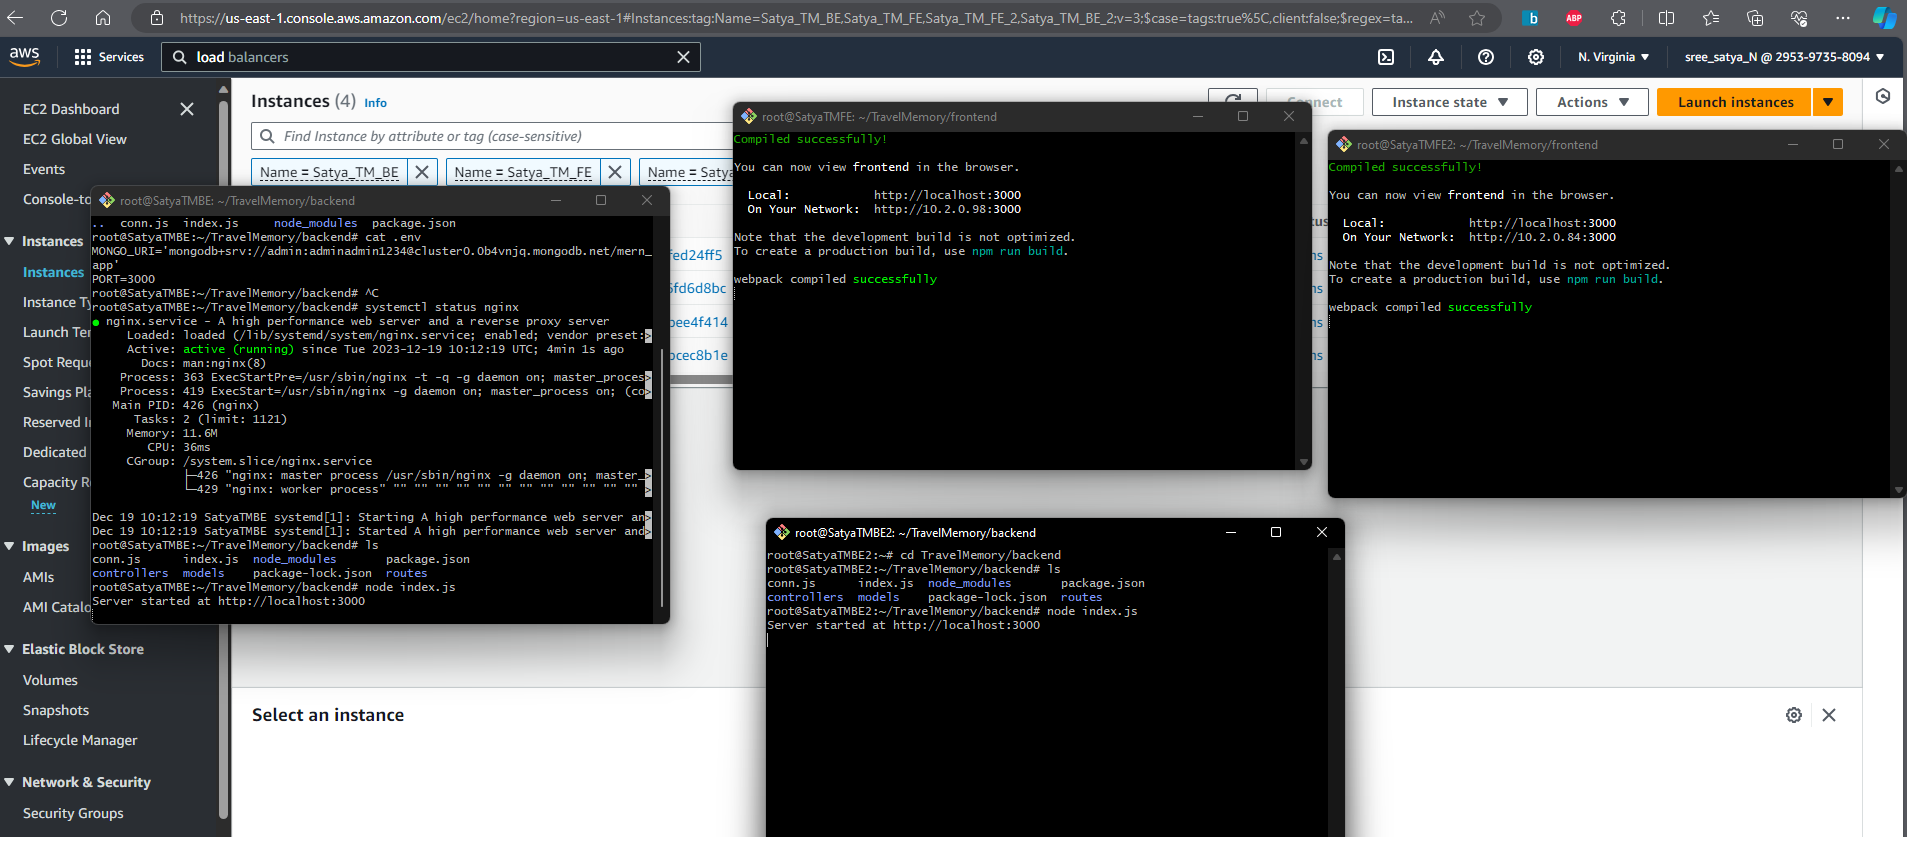 https://us-east-1.console.aws.amazon.com/ec2/home?region=us-east-1#Instances:tag:Name=Satya_TM_BE,Satya_TM_FE,Satya_TM_FE_2,Satya_TM_BE_2;v=3;$case=tags:true%5C,client:false;$regex=ta...
aws
Services
load balancers
N. Virginia
sree_satya_N @ 2953-9735-8094
EC2 Dashboard
EC2 Global View
Events
Console-to
Instances
Instances
Instance Ty
Launch Te
Spot Requ
Savings Pl
Reserved I
Dedicated
Capacity R
New
Images
AMIs
AMI Catalo
Elastic Block Store
Volumes
Snapshots
Lifecycle Manager
Network & Security
Security Groups
Instances (4) Info
Connect
Instance state
Actions
Launch instances
Find Instance by attribute or tag (case-sensitive)
Name = Satya_TM_BE
Name = Satya_TM_FE
Name = Satya
ed24ff5
fd6d8bc
ee4f414
cec8b1e
root@SatyaTMBE: ~/TravelMemory/backend
.. conn.js index.js node_modules package.json
root@SatyaTMBE:~/TravelMemory/backend# cat .env
MONGO_URI='mongodb+srv://admin:adminadmin1234@cluster0.0b4vnjq.mongodb.net/mern_
app'
PORT=3000
root@SatyaTMBE:~/TravelMemory/backend# ^C
root@SatyaTMBE:~/TravelMemory/backend# systemctl status nginx
● nginx.service - A high performance web server and a reverse proxy server
Loaded: loaded (/lib/systemd/system/nginx.service; enabled; vendor preset:>
Active: active (running) since Tue 2023-12-19 10:12:19 UTC; 4min 1s ago
Docs: man:nginx(8)
Process: 363 ExecStartPre=/usr/sbin/nginx -t -q -g daemon on; master_proces>
Process: 419 ExecStart=/usr/sbin/nginx -g daemon on; master_process on; (co>
Main PID: 426 (nginx)
Tasks: 2 (limit: 1121)
Memory: 11.6M
CPU: 36ms
CGroup: /system.slice/nginx.service
├─426 "nginx: master process /usr/sbin/nginx -g daemon on; master_>
└─429 "nginx: worker process" "" "" "" "" "" "" "" "" "" "" "" "" >
Dec 19 10:12:19 SatyaTMBE systemd[1]: Starting A high performance web server an>
Dec 19 10:12:19 SatyaTMBE systemd[1]: Started A high performance web server and>
root@SatyaTMBE:~/TravelMemory/backend# ls
conn.js index.js node_modules package.json
controllers models package-lock.json routes
root@SatyaTMBE:~/TravelMemory/backend# node index.js
Server started at http://localhost:3000
root@SatyaTMFE: ~/TravelMemory/frontend
Compiled successfully!
You can now view frontend in the browser.
Local: http://localhost:3000
On Your Network: http://10.2.0.98:3000
Note that the development build is not optimized.
To create a production build, use npm run build.
webpack compiled successfully
root@SatyaTMFE2: ~/TravelMemory/frontend
Compiled successfully!
You can now view frontend in the browser.
Local: http://localhost:3000
On Your Network: http://10.2.0.84:3000
Note that the development build is not optimized.
To create a production build, use npm run build.
webpack compiled successfully
root@SatyaTMBE2: ~/TravelMemory/backend
root@SatyaTMBE2:~# cd TravelMemory/backend
root@SatyaTMBE2:~/TravelMemory/backend# ls
conn.js index.js node_modules package.json
controllers models package-lock.json routes
root@SatyaTMBE2:~/TravelMemory/backend# node index.js
Server started at http://localhost:3000
Select an instance